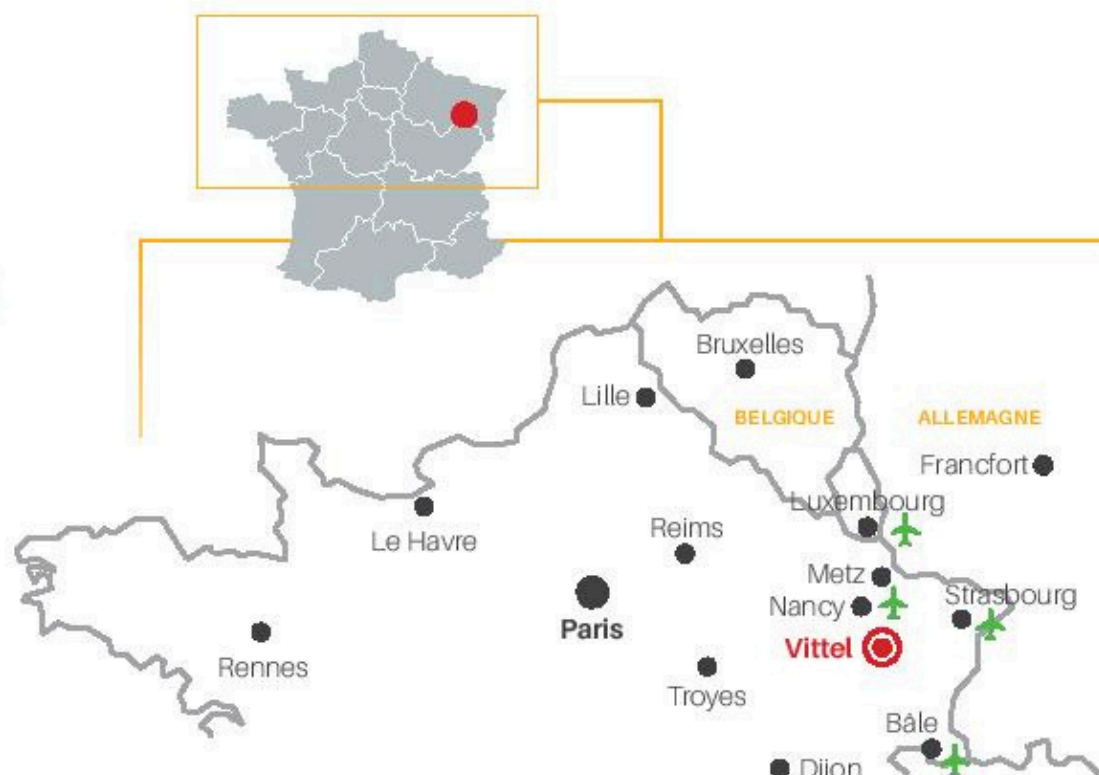 Bruxelles
Lille
BELGIQUE
ALLEMAGNE
Francfort
Luxembourg
Le Havre
Reims
Metz
Nancy
Strasbourg
Paris
Vittel
Rennes
Troyes
Bâle
Dijon